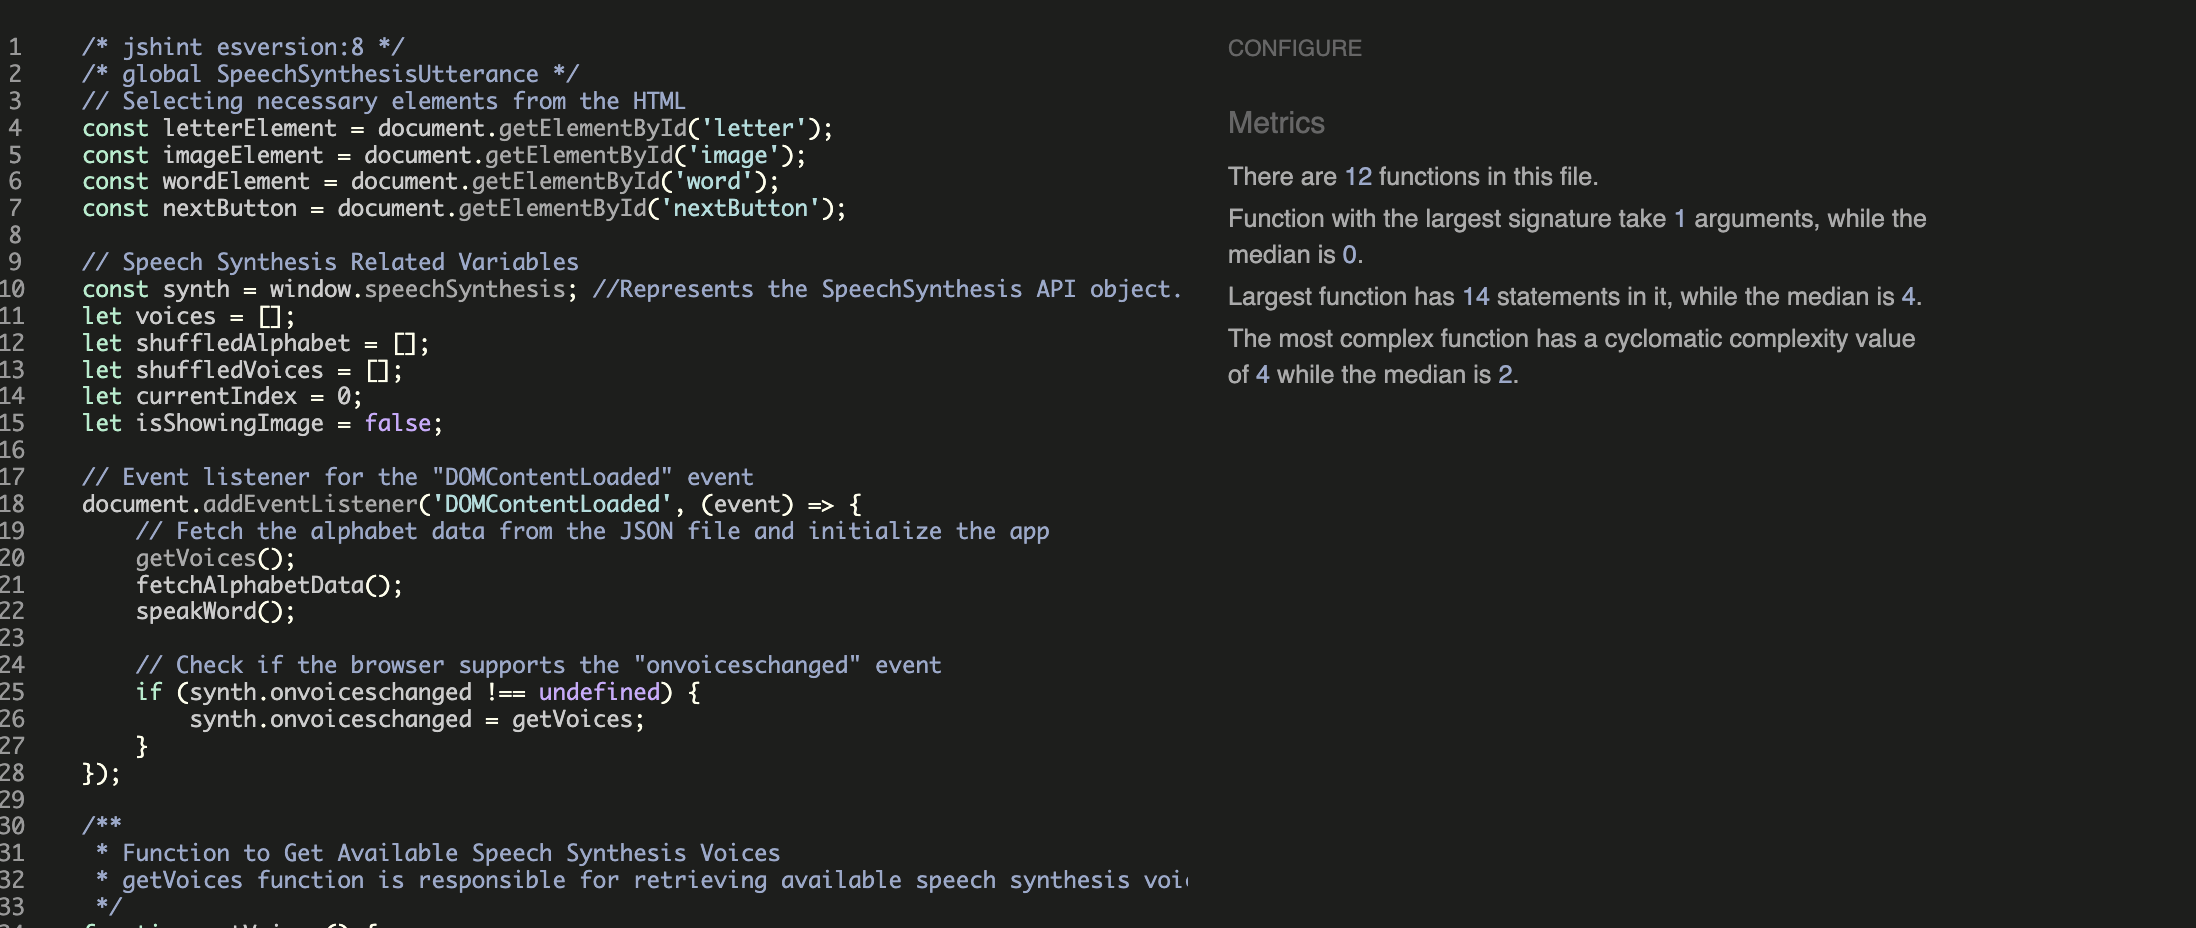 1 /* jshint esversion:8 */
2 /* global SpeechSynthesisUtterance */
3 // Selecting necessary elements from the HTML
4 const letterElement = document.getElementById('letter');
5 const imageElement = document.getElementById('image');
6 const wordElement = document.getElementById('word');
7 const nextButton = document.getElementById('nextButton');
8
9 // Speech Synthesis Related Variables
10 const synth = window.speechSynthesis; //Represents the SpeechSynthesis API object.
11 let voices = [];
12 let shuffledAlphabet = [];
13 let shuffledVoices = [];
14 let currentIndex = 0;
15 let isShowingImage = false;
16
17 // Event listener for the "DOMContentLoaded" event
18 document.addEventListener('DOMContentLoaded', (event) => {
19     // Fetch the alphabet data from the JSON file and initialize the app
20     getVoices();
21     fetchAlphabetData();
22     speakWord();
23
24     // Check if the browser supports the "onvoiceschanged" event
25     if (synth.onvoiceschanged !== undefined) {
26         synth.onvoiceschanged = getVoices;
27     }
28 });
29
30 /**
31  * Function to Get Available Speech Synthesis Voices
32  * getVoices function is responsible for retrieving available speech synthesis
33  */
CONFIGURE
Metrics
There are 12 functions in this file.
Function with the largest signature take 1 arguments, while the
median is 0.
Largest function has 14 statements in it, while the median is 4.
The most complex function has a cyclomatic complexity value
of 4 while the median is 2.